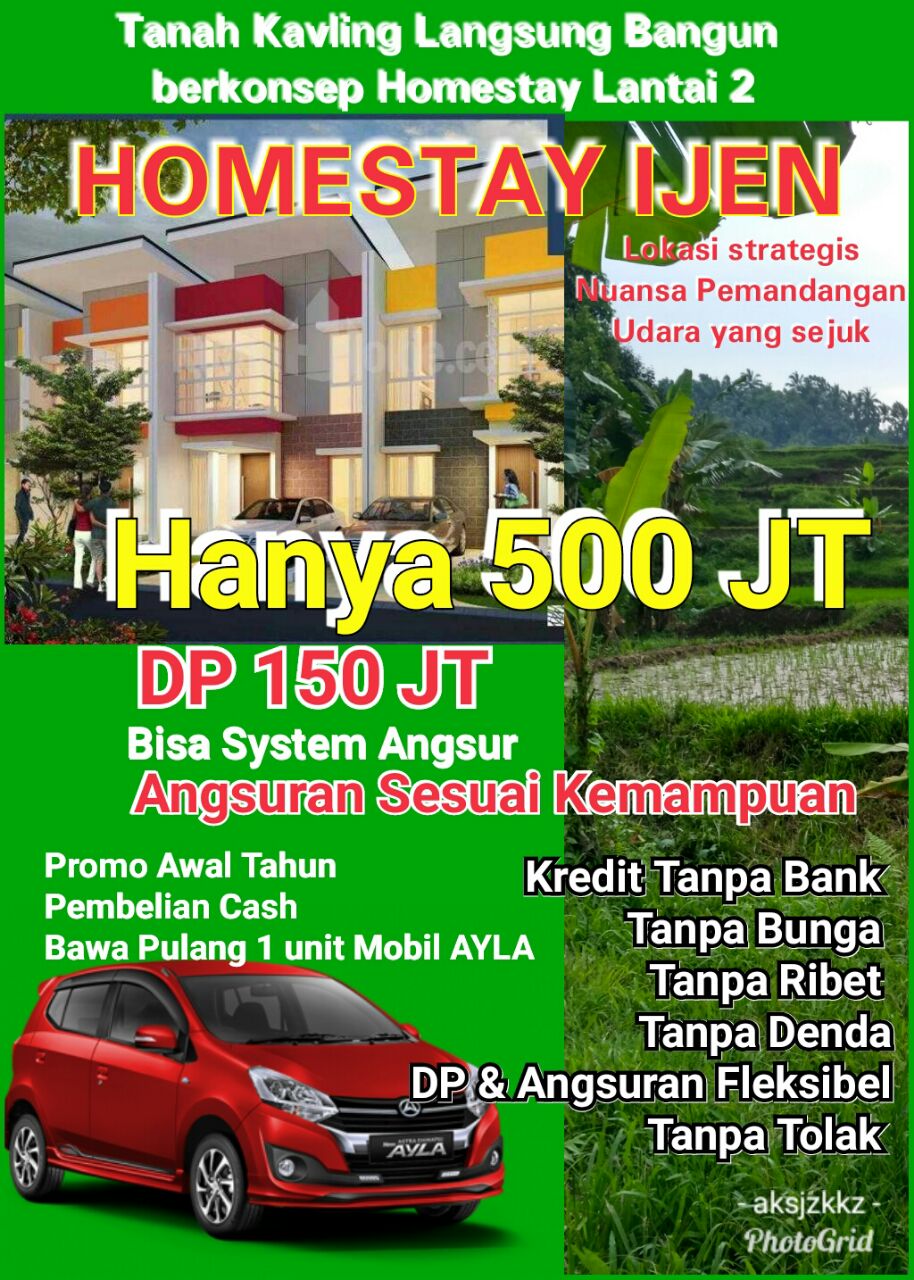 Tanah Kavling Langsung Bangun
berkonsep Homestay Lantai 2
HOMESTAY IJEN
Lokasi strategis
Nuansa Pemandangan
Udara yang sejuk
Hanya 500 JT
DP 150 JT
Bisa System Angsur
Angsuran Sesuai Kemampuan
Promo Awal Tahun
Pembelian Cash
Bawa Pulang 1 unit Mobil AYLA
Kredit Tanpa Bank
Tanpa Bunga
Tanpa Ribet
Tanpa Denda
DP & Angsuran Fleksibel
Tanpa Tolak
ASTRA DAIHATSU
AYLA
- aksjzkkz -
PhotoGrid